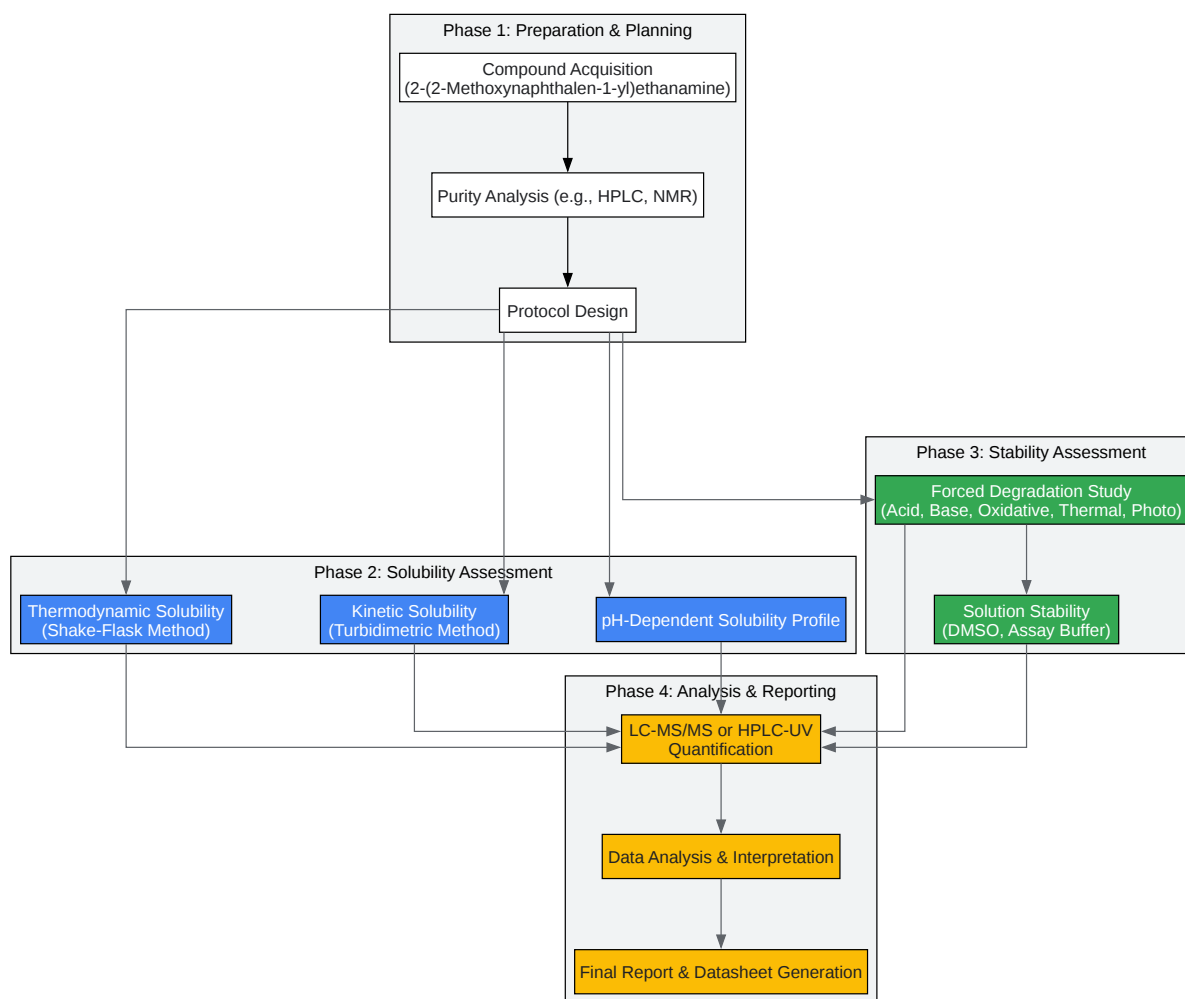 Phase 1: Preparation & Planning
Compound Acquisition
(2-(2-Methoxynaphthalen-1-yl)ethanamine)
Purity Analysis (e.g., HPLC, NMR)
Protocol Design
Phase 3: Stability Assessment
Forced Degradation Study
(Acid, Base, Oxidative, Thermal, Photo)
Solution Stability
(DMSO, Assay Buffer)
Phase 2: Solubility Assessment
Thermodynamic Solubility
(Shake-Flask Method)
Kinetic Solubility
(Turbidimetric Method)
pH-Dependent Solubility Profile
Phase 4: Analysis & Reporting
LC-MS/MS or HPLC-UV
Quantification
Data Analysis & Interpretation
Final Report & Datasheet Generation